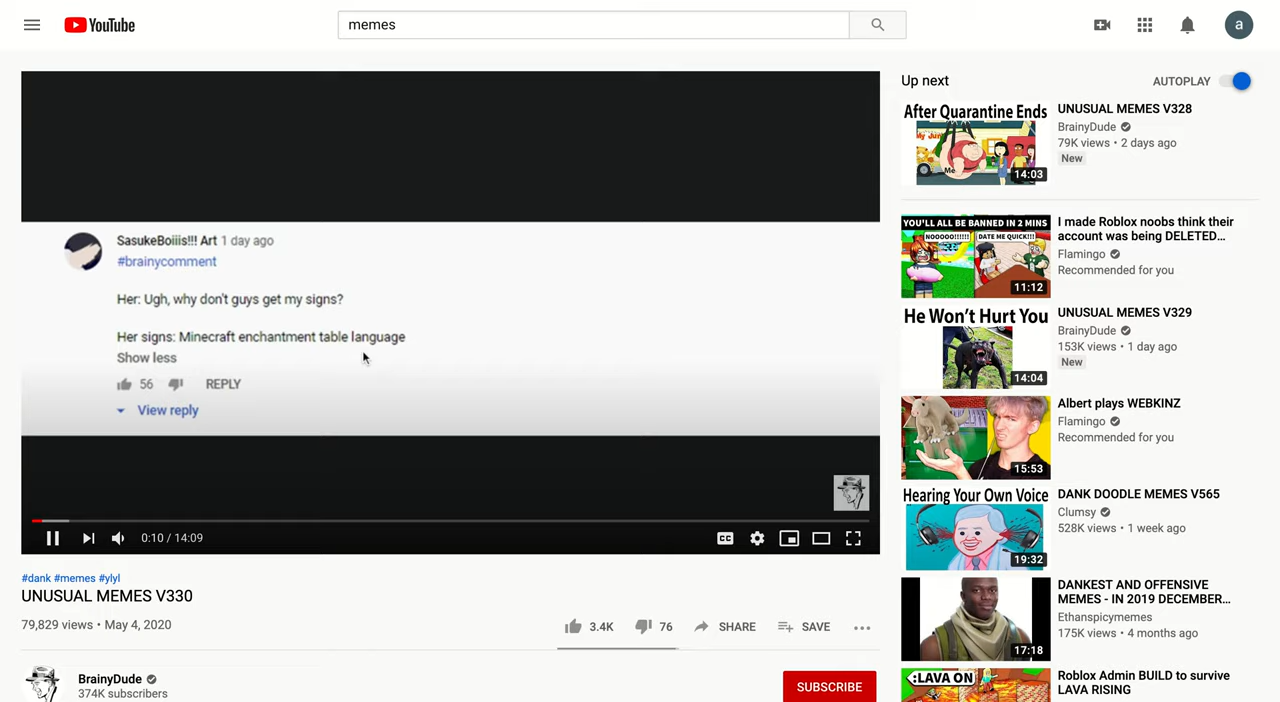 YouTube
memes
a
SasukeBoiiis!!! Art 1 day ago
#brainycomment
Her: Ugh, why don't guys get my signs?
Her signs: Minecraft enchantment table language
Show less
56 REPLY
View reply
0:10 / 14:09
CC
#dank #memes #ylyl
UNUSUAL MEMES V330
79,829 views • May 4, 2020
3.4K 76 SHARE SAVE
BrainyDude
374K subscribers
SUBSCRIBE
Up next
AUTOPLAY
After Quarantine Ends
Me
14:03
UNUSUAL MEMES V328
BrainyDude
79K views • 2 days ago
New
YOU'LL ALL BE BANNED IN 2 MINS
NOOOOO!!!!!!
DATE ME QUICK!!!
11:12
I made Roblox noobs think their
account was being DELETED...
Flamingo
Recommended for you
He Won't Hurt You
14:04
UNUSUAL MEMES V329
BrainyDude
153K views • 1 day ago
New
15:53
Albert plays WEBKINZ
Flamingo
Recommended for you
Hearing Your Own Voice
19:32
DANK DOODLE MEMES V565
Clumsy
528K views • 1 week ago
17:18
DANKEST AND OFFENSIVE
MEMES - IN 2019 DECEMBER...
Ethanspicymemes
175K views • 4 months ago
:LAVA ON
Roblox Admin BUILD to survive
LAVA RISING